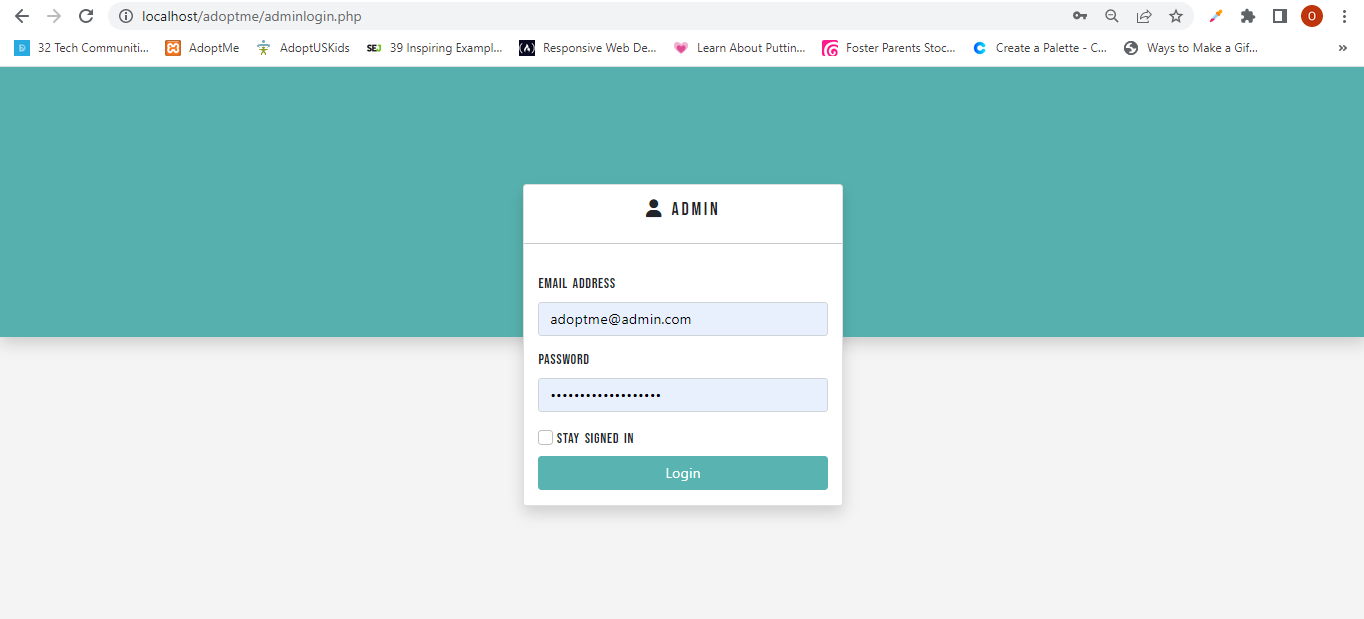 localhost/adoptme/adminlogin.php
O
32 Tech Communiti... AdoptMe AdoptUSKids SEJ 39 Inspiring Exampl... Responsive Web De... Learn About Puttin... Foster Parents Stoc... Create a Palette - C... Ways to Make a Gif... »
ADMIN
EMAIL ADDRESS
adoptme@admin.com
PASSWORD
•••••••••••••••••••
STAY SIGNED IN
Login